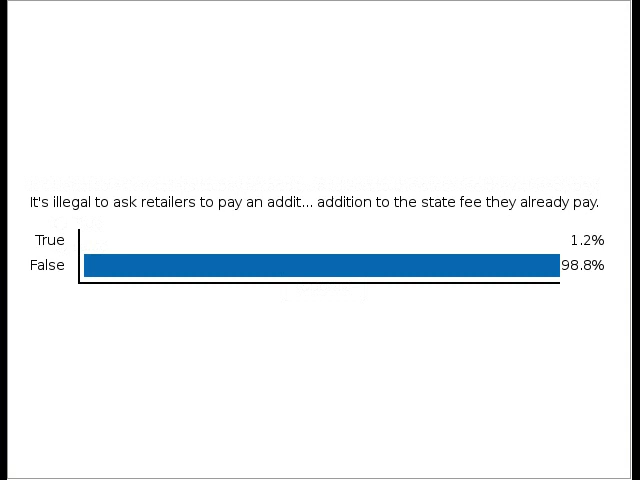 It's illegal to ask retailers to pay an addit... addition to the state fee they already pay.
True 1.2%
False 98.8%